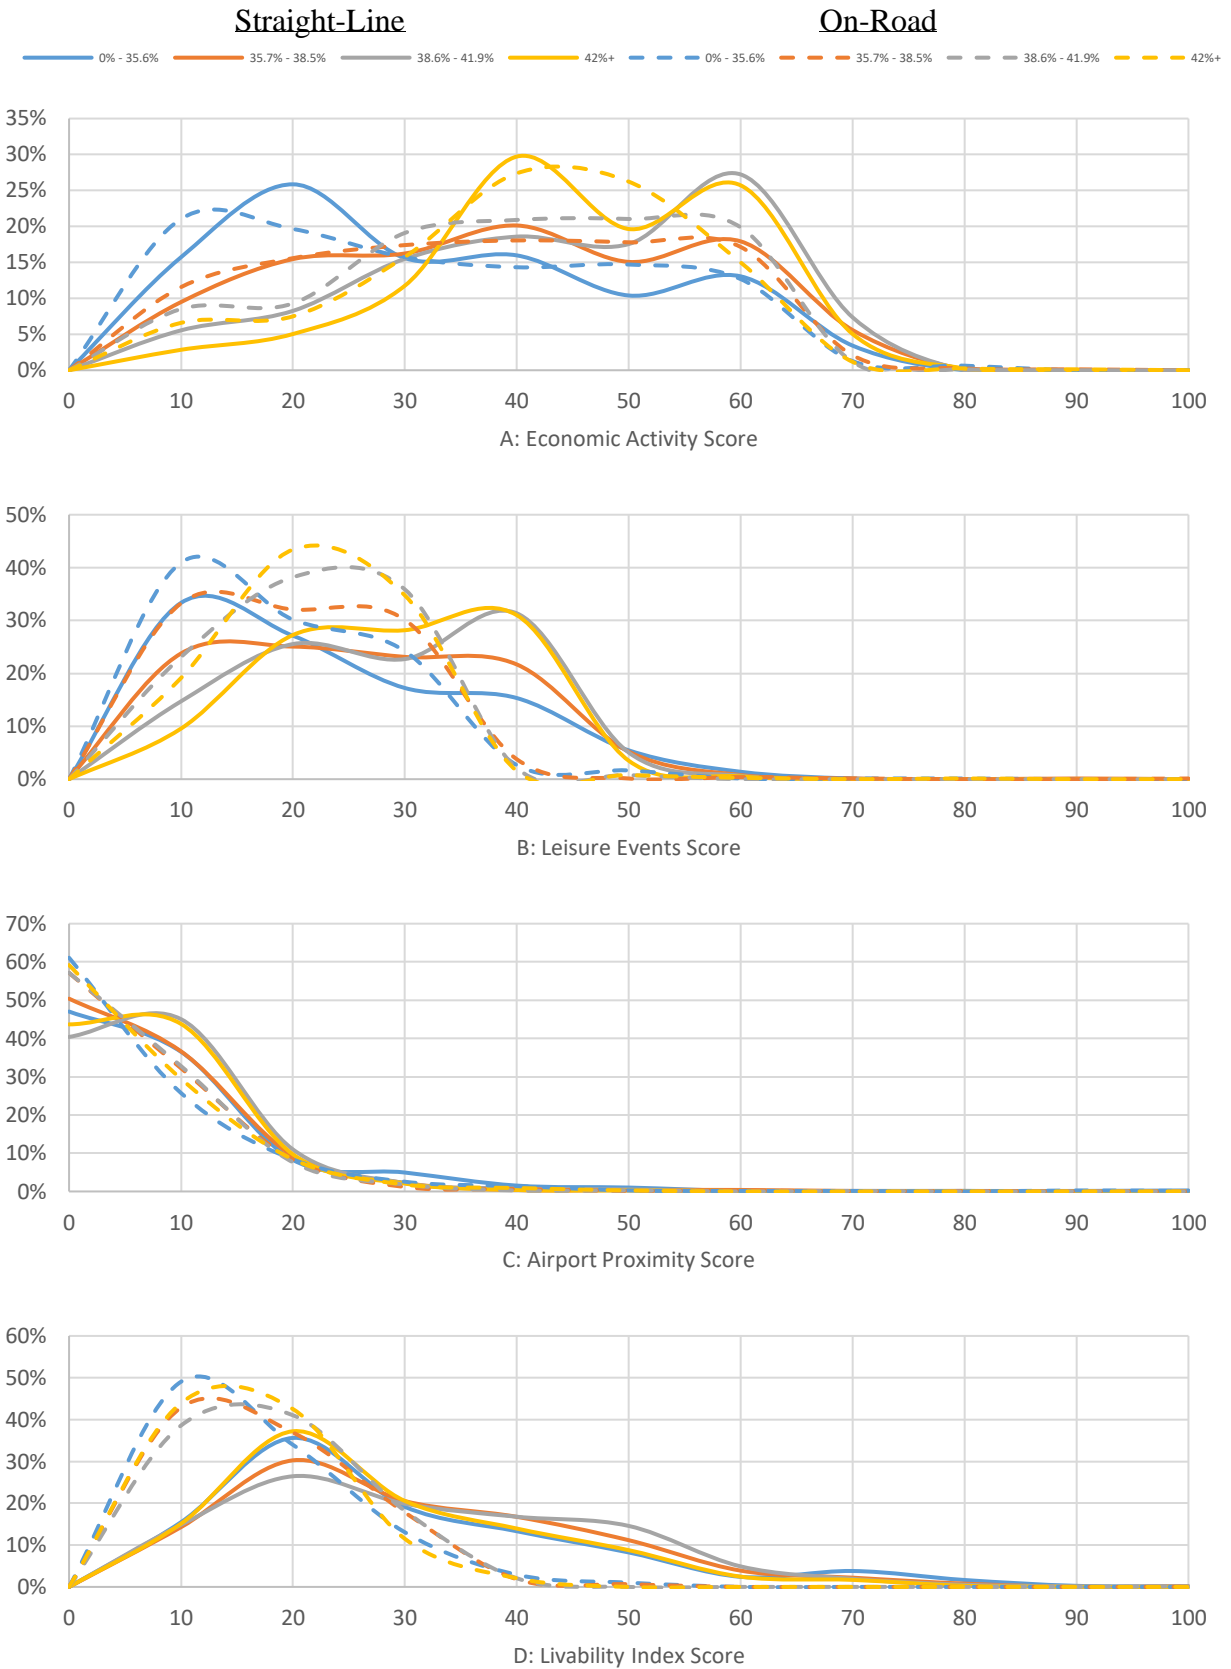 Straight-Line On-Road
0% - 35.6% 35.7% - 38.5% 38.6% - 41.9% 42%+ 0% - 35.6% 35.7% - 38.5% 38.6% - 41.9% 42%+
35%
30%
25%
20%
15%
10%
5%
0%
0 10 20 30 40 50 60 70 80 90 100
A: Economic Activity Score
50%
40%
30%
20%
10%
0%
0 10 20 30 40 50 60 70 80 90 100
B: Leisure Events Score
70%
60%
50%
40%
30%
20%
10%
0%
0 10 20 30 40 50 60 70 80 90 100
C: Airport Proximity Score
60%
50%
40%
30%
20%
10%
0%
0 10 20 30 40 50 60 70 80 90 100
D: Livability Index Score